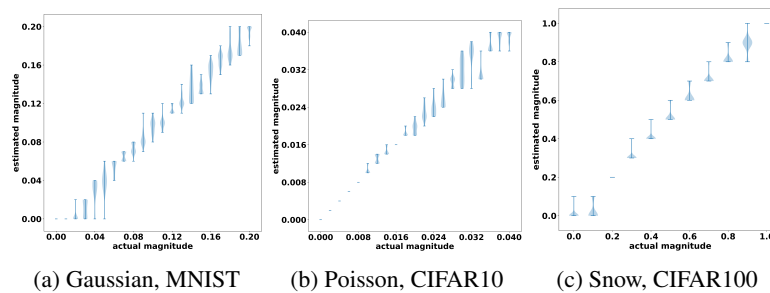 0.20
0.16
0.12
0.08
0.04
0.00
estimated magnitude
0.00 0.04 0.08 0.12 0.16 0.20
actual magnitude
(a) Gaussian, MNIST
0.040
0.032
0.024
0.016
0.008
0.000
estimated magnitude
0.000 0.008 0.016 0.024 0.032 0.040
actual magnitude
(b) Poisson, CIFAR10
1.0
0.8
0.6
0.4
0.2
0.0
estimated magnitude
0.0 0.2 0.4 0.6 0.8 1.0
actual magnitude
(c) Snow, CIFAR100